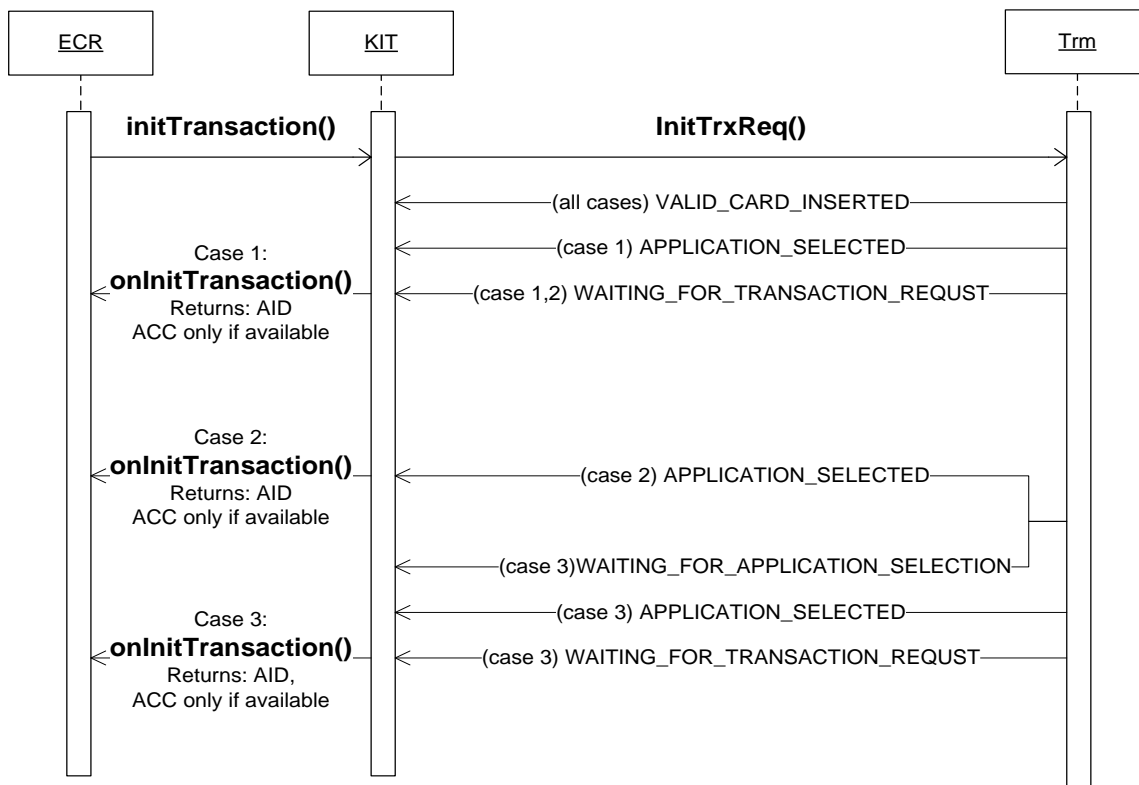 ECR
KIT
Trm
initTransaction()
InitTrxReq()
(all cases) VALID_CARD_INSERTED
(case 1) APPLICATION_SELECTED
Case 1:
onInitTransaction()
Returns: AID
ACC only if available
(case 1,2) WAITING_FOR_TRANSACTION_REQUST
Case 2:
onInitTransaction()
Returns: AID
ACC only if available
(case 2) APPLICATION_SELECTED
(case 3)WAITING_FOR_APPLICATION_SELECTION
(case 3) APPLICATION_SELECTED
Case 3:
onInitTransaction()
Returns: AID,
ACC only if available
(case 3) WAITING_FOR_TRANSACTION_REQUST